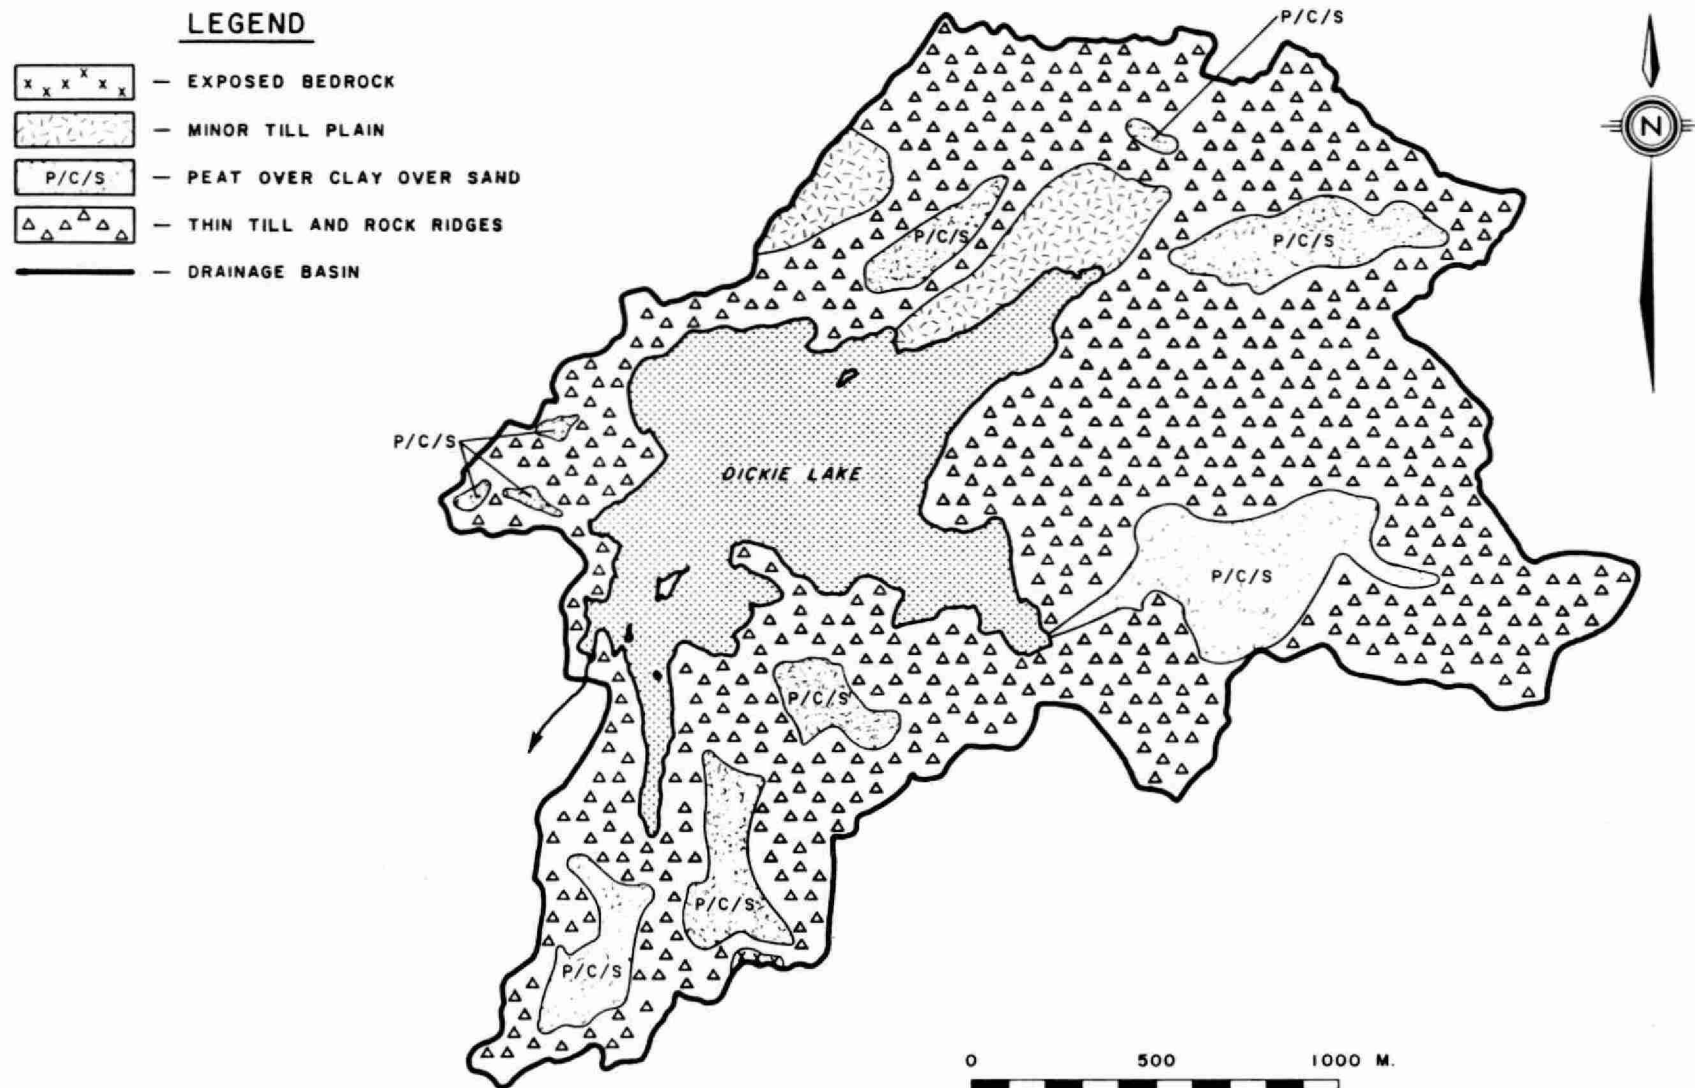 LEGEND
— EXPOSED BEDROCK
— MINOR TILL PLAIN
P/C/S — PEAT OVER CLAY OVER SAND
— THIN TILL AND ROCK RIDGES
— DRAINAGE BASIN
P/C/S
N
P/C/S
P/C/S
P/C/S
DICKIE LAKE
P/C/S
P/C/S
P/C/S
P/C/S
0 500 1000 M.